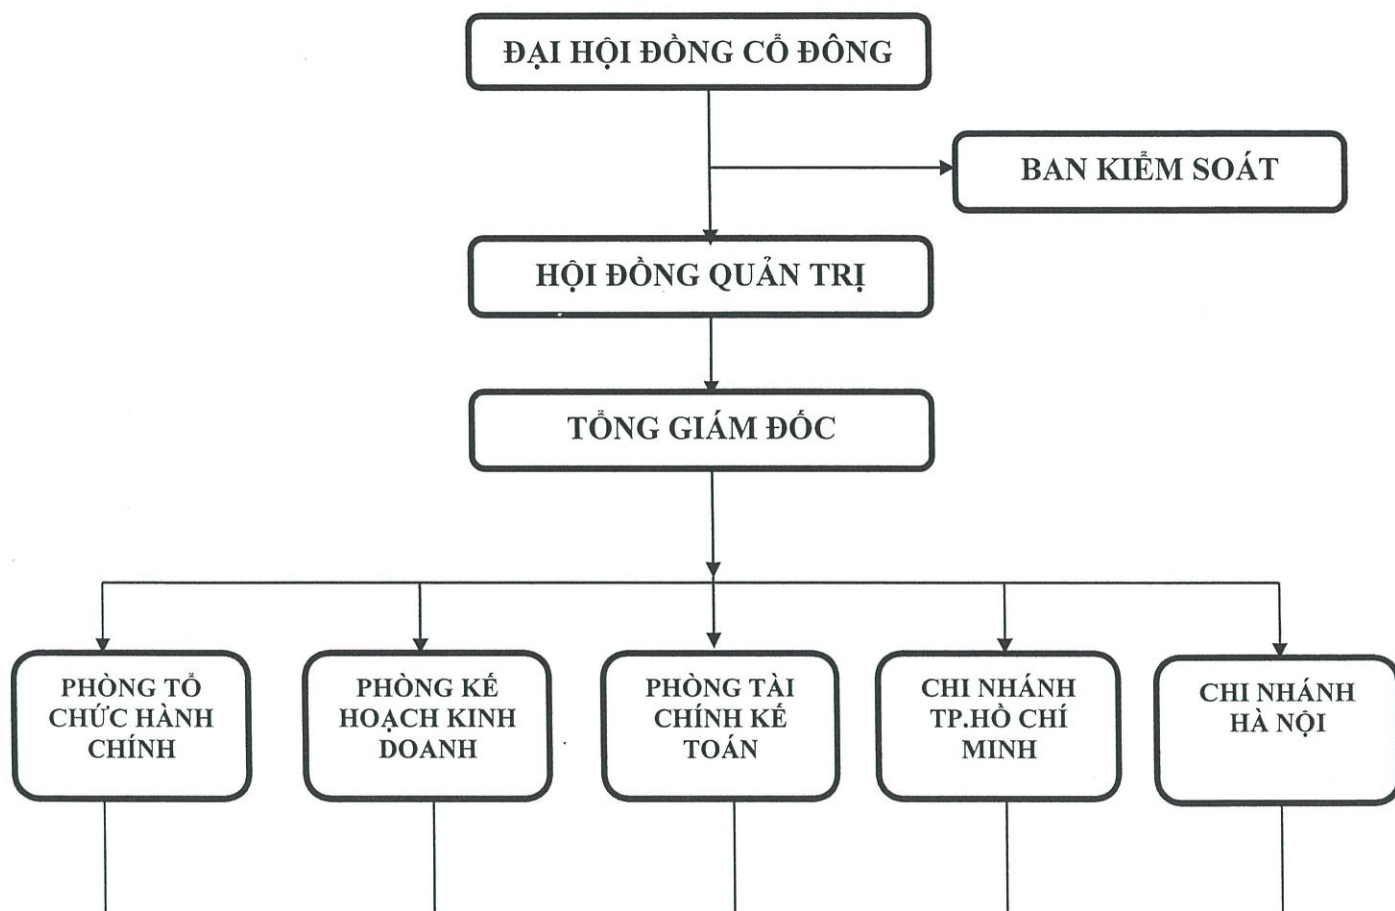 ĐẠI HỘI ĐỒNG CỔ ĐÔNG
BAN KIỂM SOÁT
HỘI ĐỒNG QUẢN TRỊ
TỔNG GIÁM ĐỐC
PHÒNG TỔ
CHỨC HÀNH
CHÍNH
PHÒNG KẾ
HOẠCH KINH
DOANH
PHÒNG TÀI
CHÍNH KẾ
TOÁN
CHI NHÁNH
TP.HỒ CHÍ
MINH
CHI NHÁNH
HÀ NỘI